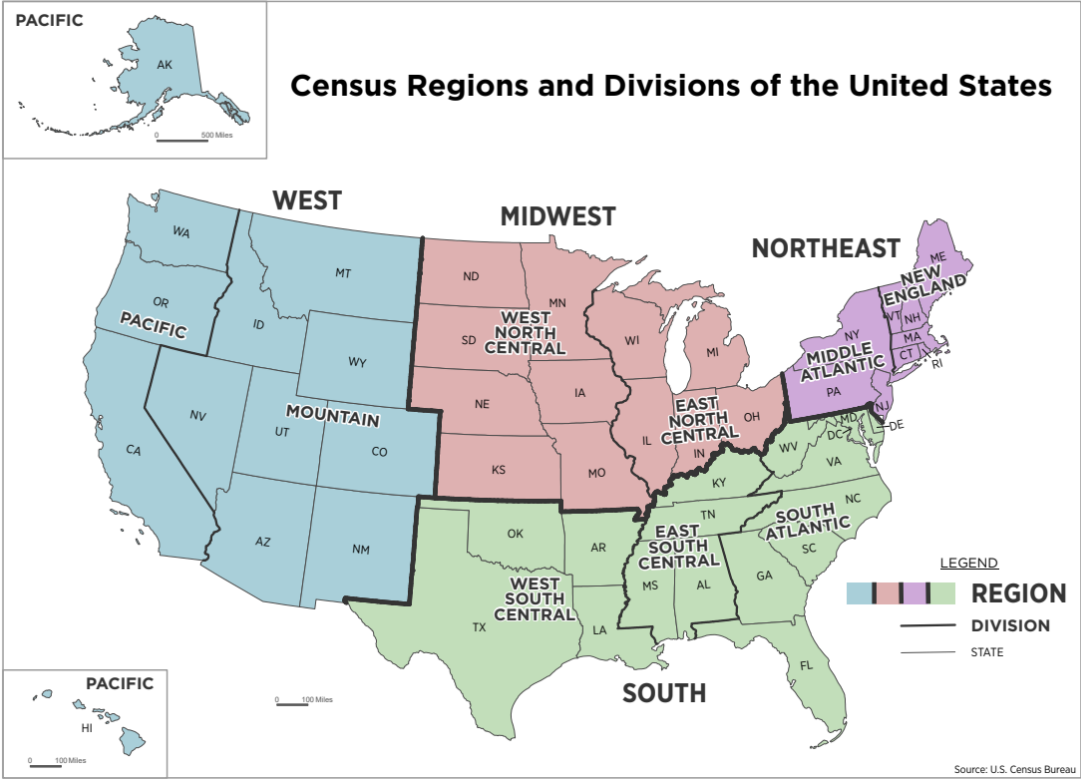 PACIFIC
AK
0 500 Miles
Census Regions and Divisions of the United States
WEST
MIDWEST
NORTHEAST
WA
MT
OR
PACIFIC
ID
WY
NV
MOUNTAIN
UT
CO
CA
AZ
NM
ND
MN
SD
WEST
NORTH
CENTRAL
NE
IA
KS
MO
WI
MI
IL
EAST
NORTH
CENTRAL
IN
OH
ME
NEW
ENGLAND
VT
NH
MA
CT
RI
NY
MIDDLE
ATLANTIC
PA
NJ
OK
AR
WEST
SOUTH
CENTRAL
TX
LA
KY
TN
EAST
SOUTH
CENTRAL
MS
AL
MD
DE
DC
WV
VA
NC
SOUTH
ATLANTIC
SC
GA
FL
SOUTH
LEGEND
REGION
DIVISION
STATE
PACIFIC
HI
0 100 Miles
0 100 Miles
Source: U.S. Census Bureau